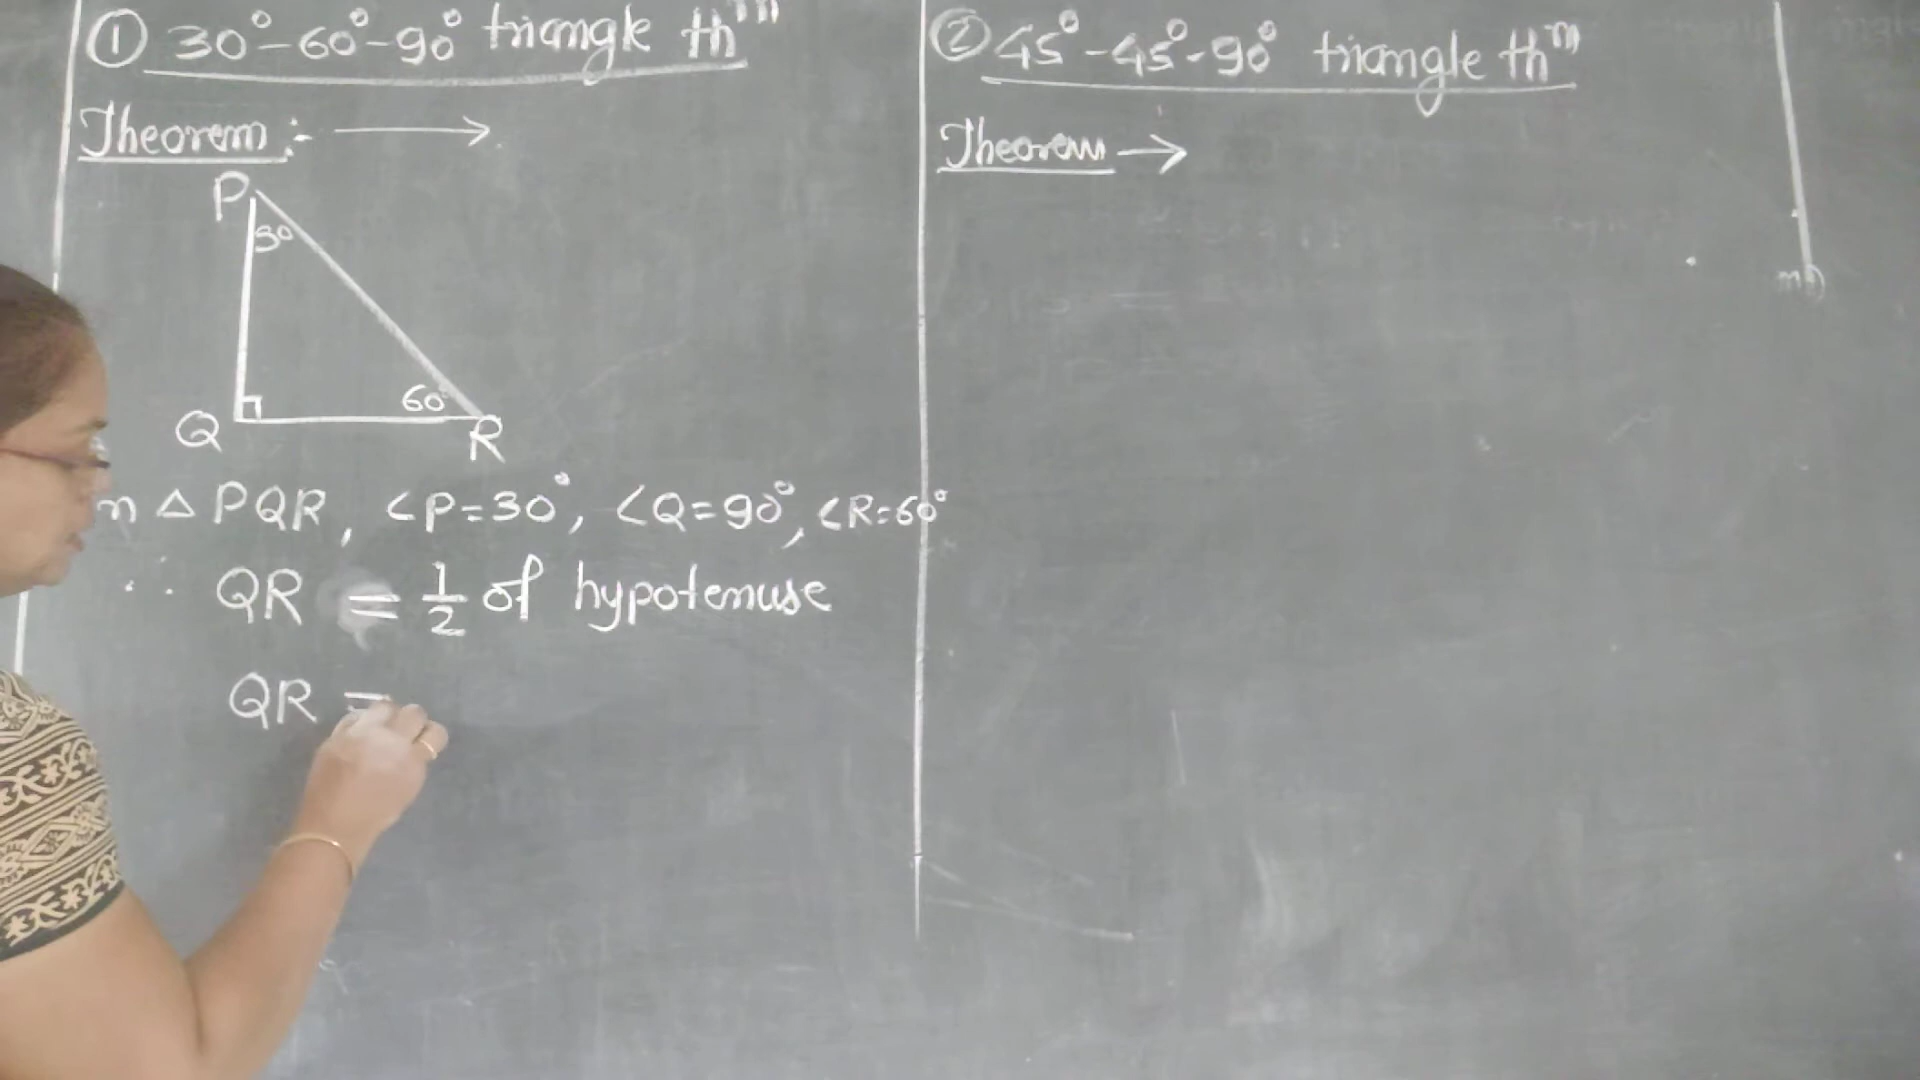 ① 30°-60°-90° triangle thm
Theorem :- →
P
30
60°
Q
R
n △ PQR, ∠P=30°, ∠Q=90°, ∠R=60°
∴ QR = 1/2 of hypotenuse
QR =
② 45°-45°-90° triangle thm
Theorem →